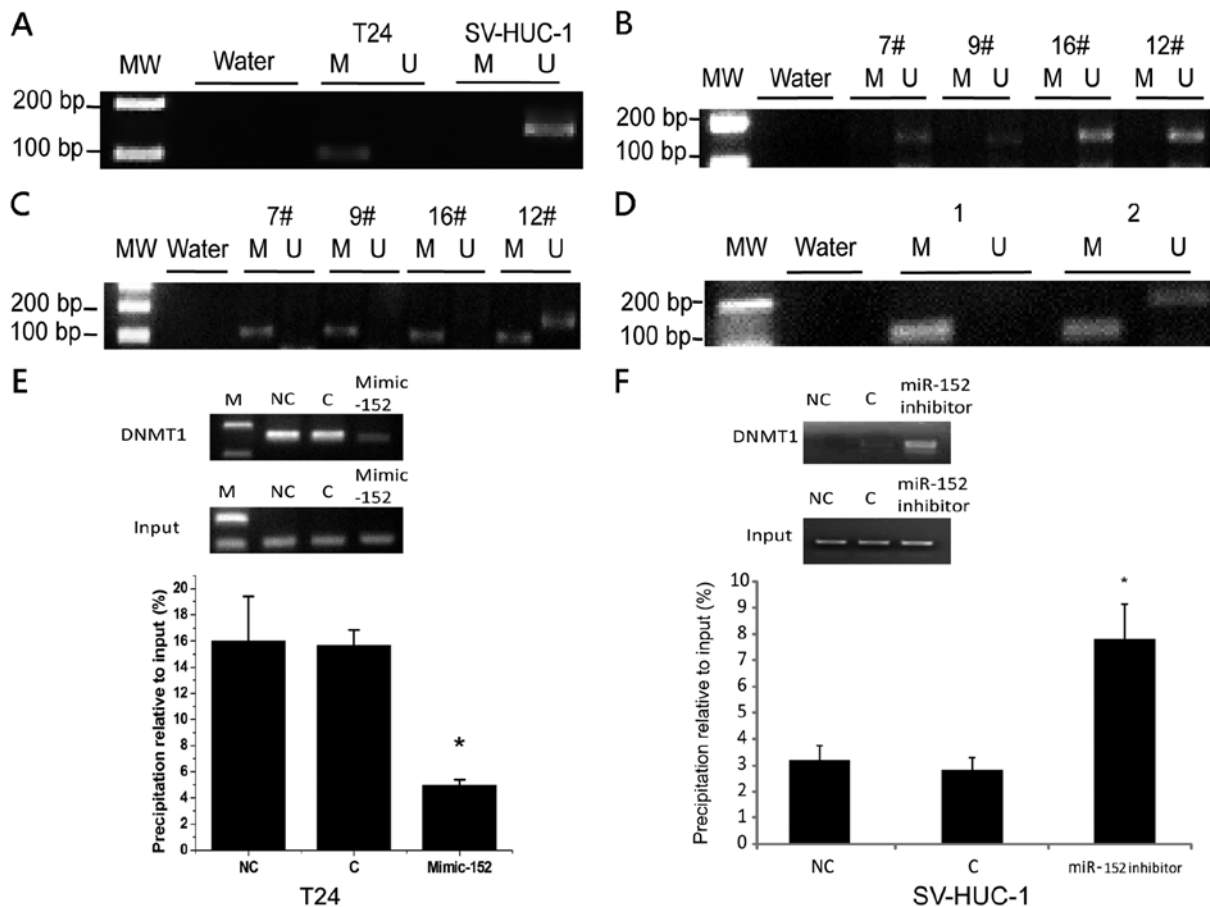 A
T24
SV-HUC-1
MW
Water
M
U
M
U
200 bp
100 bp
B
7#
9#
16#
12#
MW
Water
M
U
M
U
M
U
M
U
200 bp
100 bp
C
7#
9#
16#
12#
MW
Water
M
U
M
U
M
U
M
U
200 bp
100 bp
D
1
2
MW
Water
M
U
M
U
200 bp
100 bp
E
M
NC
C
Mimic
-152
DNMT1
M
NC
C
Mimic
-152
Input
Precipitation relative to input (%)
20
18
16
14
12
10
8
6
4
2
0
*
NC
C
Mimic-152
T24
F
NC
C
miR-152
inhibitor
DNMT1
NC
C
miR-152
inhibitor
Input
Precipitation relative to input (%)
10
9
8
7
6
5
4
3
2
1
0
*
NC
C
miR-152 inhibitor
SV-HUC-1